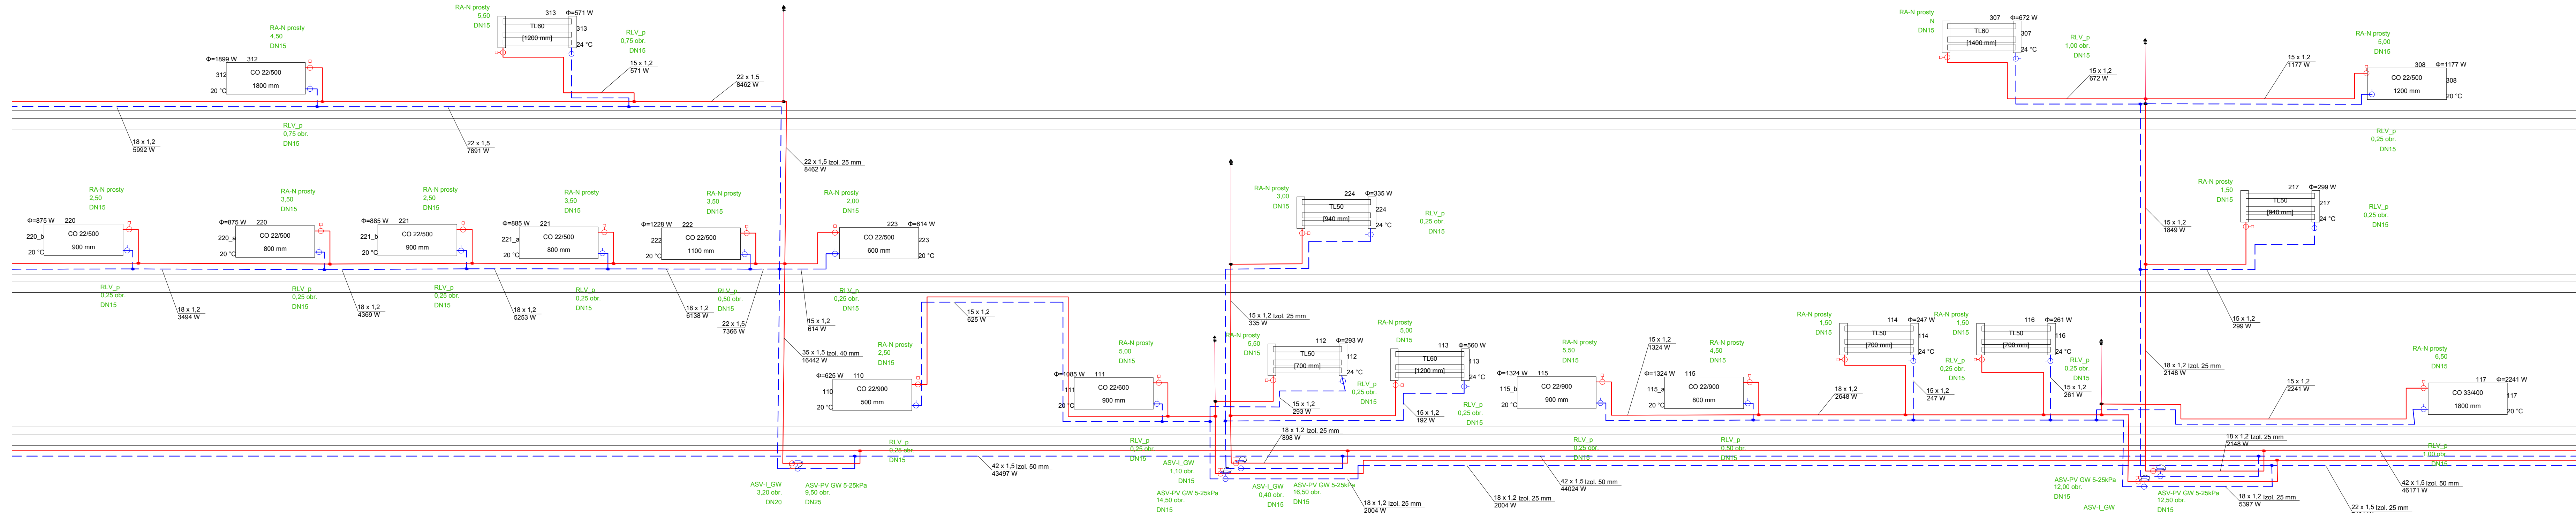 RA-N prosty
4,50
DN15
Φ=1899 W 312
312
CO 22/500
1800 mm
20 °C
RLV_p
0,75 obr.
DN15
RA-N prosty
5,50
DN15
313 Φ=571 W
TL60
313
[1200 mm]
24 °C
RLV_p
0,75 obr.
DN15
15 x 1,2
571 W
22 x 1,5
8462 W
18 x 1,2
5992 W
22 x 1,5
7891 W
22 x 1,5 Izol. 25 mm
8462 W
RA-N prosty
N
DN15
307 Φ=672 W
TL60
307
[1400 mm]
24 °C
RLV_p
1,00 obr.
DN15
15 x 1,2
672 W
15 x 1,2
1177 W
RA-N prosty
5,00
DN15
308 Φ=1177 W
CO 22/500
308
1200 mm
20 °C
RLV_p
0,25 obr.
DN15
RA-N prosty
2,50
DN15
Φ=875 W 220
CO 22/500
220_b
900 mm
20 °C
RLV_p
0,25 obr.
DN15
18 x 1,2
3494 W
RA-N prosty
3,50
DN15
Φ=875 W 220
CO 22/500
220_a
800 mm
20 °C
RLV_p
0,25 obr.
DN15
18 x 1,2
4369 W
RA-N prosty
2,50
DN15
Φ=885 W 221
CO 22/500
221_b
900 mm
20 °C
RLV_p
0,25 obr.
DN15
18 x 1,2
5253 W
RA-N prosty
3,50
DN15
Φ=885 W 221
CO 22/500
221_a
800 mm
20 °C
RLV_p
0,25 obr.
DN15
18 x 1,2
6138 W
RA-N prosty
3,50
DN15
Φ=1228 W 222
CO 22/500
222
1100 mm
20 °C
RLV_p
0,50 obr.
DN15
22 x 1,5
7366 W
RA-N prosty
2,00
DN15
223 Φ=614 W
CO 22/500
223
600 mm
20 °C
RLV_p
0,25 obr.
DN15
15 x 1,2
614 W
35 x 1,5 Izol. 40 mm
16442 W
RA-N prosty
3,00
DN15
224 Φ=335 W
TL50
224
[940 mm]
24 °C
RLV_p
0,25 obr.
DN15
15 x 1,2 Izol. 25 mm
335 W
RA-N prosty
1,50
DN15
217 Φ=299 W
TL50
217
[940 mm]
24 °C
RLV_p
0,25 obr.
DN15
15 x 1,2
1849 W
15 x 1,2
299 W
RA-N prosty
2,50
DN15
Φ=625 W 110
CO 22/900
110
500 mm
20 °C
RLV_p
0,25 obr.
DN15
15 x 1,2
625 W
RA-N prosty
5,00
DN15
Φ=1085 W 111
CO 22/600
111
900 mm
20 °C
RLV_p
0,25 obr.
DN15
RA-N prosty
5,50
DN15
112 Φ=293 W
TL50
112
[700 mm]
24 °C
RLV_p
0,25 obr.
DN15
15 x 1,2
293 W
RA-N prosty
5,00
DN15
113 Φ=560 W
TL60
113
[1200 mm]
24 °C
RLV_p
0,25 obr.
DN15
15 x 1,2
192 W
RA-N prosty
5,50
DN15
Φ=1324 W 115
CO 22/900
115_b
900 mm
20 °C
RLV_p
0,25 obr.
DN15
15 x 1,2
1324 W
RA-N prosty
4,50
DN15
Φ=1324 W 115
CO 22/900
115_a
800 mm
20 °C
RLV_p
0,50 obr.
DN15
18 x 1,2
2648 W
RA-N prosty
1,50
DN15
114 Φ=247 W
TL50
114
[700 mm]
24 °C
RLV_p
0,25 obr.
DN15
15 x 1,2
247 W
RA-N prosty
1,50
DN15
116 Φ=261 W
TL50
116
[700 mm]
24 °C
RLV_p
0,25 obr.
DN15
15 x 1,2
261 W
18 x 1,2 Izol. 25 mm
2148 W
15 x 1,2
2241 W
RA-N prosty
6,50
DN15
117 Φ=2241 W
CO 33/400
117
1800 mm
20 °C
RLV_p
1,00 obr.
DN15
ASV-I_GW
3,20 obr.
DN20
ASV-PV GW 5-25kPa
9,50 obr.
DN25
42 x 1,5 Izol. 50 mm
43497 W
ASV-I_GW
1,10 obr.
DN15
ASV-PV GW 5-25kPa
14,50 obr.
DN15
18 x 1,2 Izol. 25 mm
898 W
ASV-I_GW
0,40 obr.
DN15
ASV-PV GW 5-25kPa
16,50 obr.
DN15
18 x 1,2 Izol. 25 mm
2004 W
18 x 1,2 Izol. 25 mm
2004 W
42 x 1,5 Izol. 50 mm
44024 W
ASV-PV GW 5-25kPa
12,00 obr.
DN15
ASV-I_GW
ASV-PV GW 5-25kPa
12,50 obr.
DN15
18 x 1,2 Izol. 25 mm
2148 W
18 x 1,2 Izol. 25 mm
5397 W
22 x 1,5 Izol. 25 mm
42 x 1,5 Izol. 50 mm
46171 W